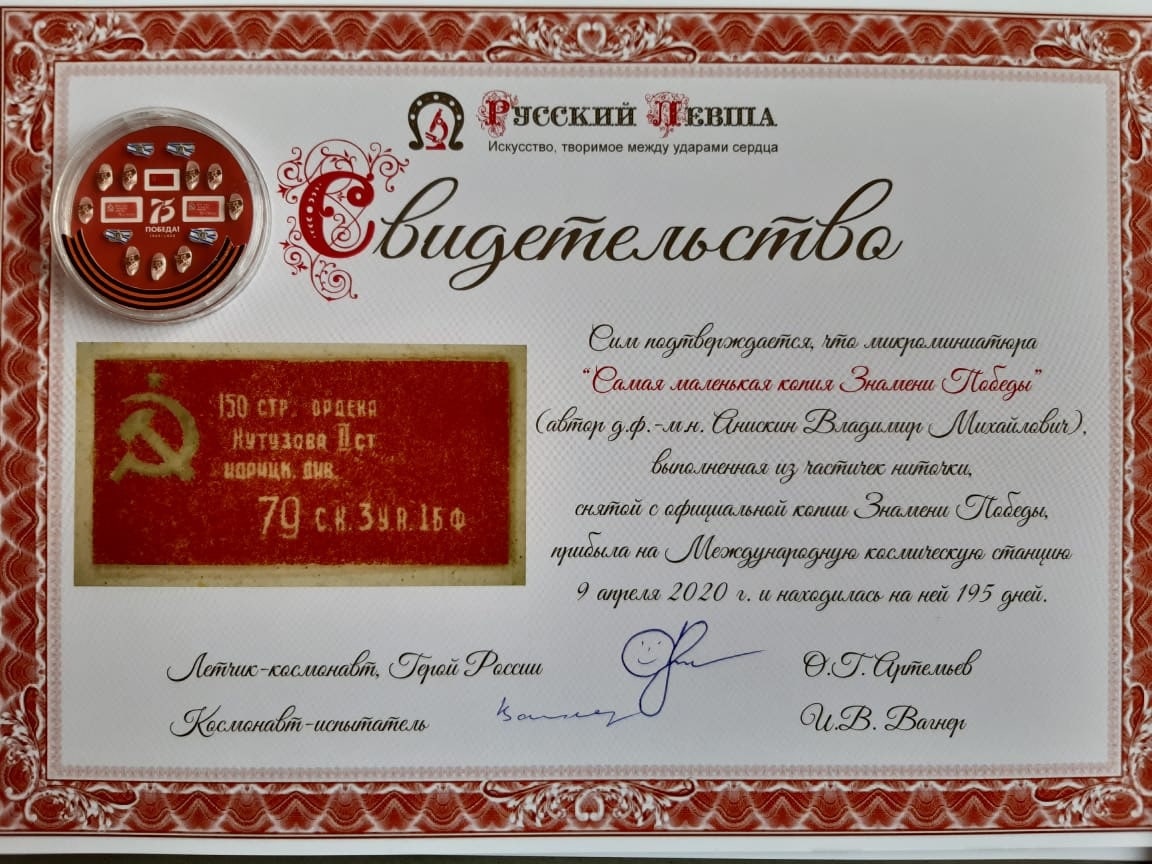 РУССКИЙ ЛЕВША
Искусство, творимое между ударами сердца
Свидетельство
75
ПОБЕДА!
150 стр. ордена
Кутузова II ст.
идрицк. див.
79 С.К. 3 У.А. 1 Б.Ф
Сим подтверждается, что микроминиатюра
“Самая маленькая копия Знамени Победы”
(автор д.ф.-м.н. Анискин Владимир Михайлович),
выполненная из частичек ниточки,
снятой с официальной копии Знамени Победы,
прибыла на Международную космическую станцию
9 апреля 2020 г. и находилась на ней 195 дней.
Летчик-космонавт, Герой России О.Г. Артемьев
Космонавт-испытатель Вагнер И.В. Вагнер